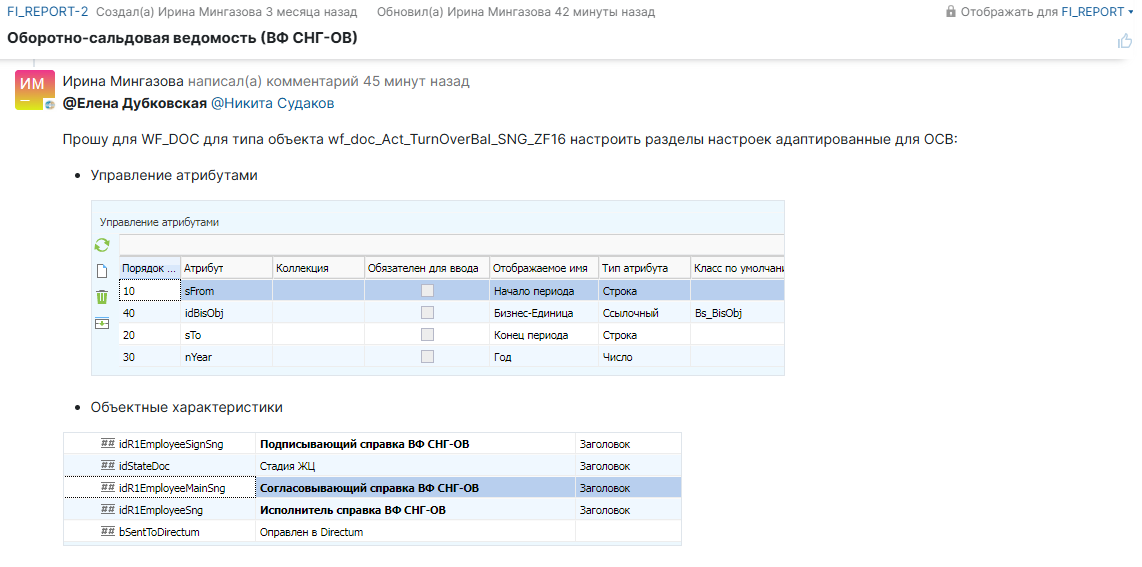 FI_REPORT-2 Создал(а) Ирина Мингазова 3 месяца назад Обновил(а) Ирина Мингазова 42 минуты назад Отображать для FI_REPORT
Оборотно-сальдовая ведомость (ВФ СНГ-ОВ)
ИМ
Ирина Мингазова написал(а) комментарий 45 минут назад
@Елена Дубковская @Никита Судаков
Прошу для WF_DOC для типа объекта wf_doc_Act_TurnOverBal_SNG_ZF16 настроить разделы настроек адаптированные для ОСВ:
• Управление атрибутами
Управление атрибутами
Порядок ... Атрибут Коллекция Обязателен для ввода Отображаемое имя Тип атрибута Класс по умолчани
10 sFrom Начало периода Строка
40 idBisObj Бизнес-Единица Ссылочный Bs_BisObj
20 sTo Конец периода Строка
30 nYear Год Число
• Объектные характеристики
idR1EmployeeSignSng Подписывающий справка ВФ СНГ-ОВ Заголовок
idStateDoc Стадия ЖЦ Заголовок
idR1EmployeeMainSng Согласовывающий справка ВФ СНГ-ОВ Заголовок
idR1EmployeeSng Исполнитель справка ВФ СНГ-ОВ Заголовок
bSentToDirectum Оправлен в Directum